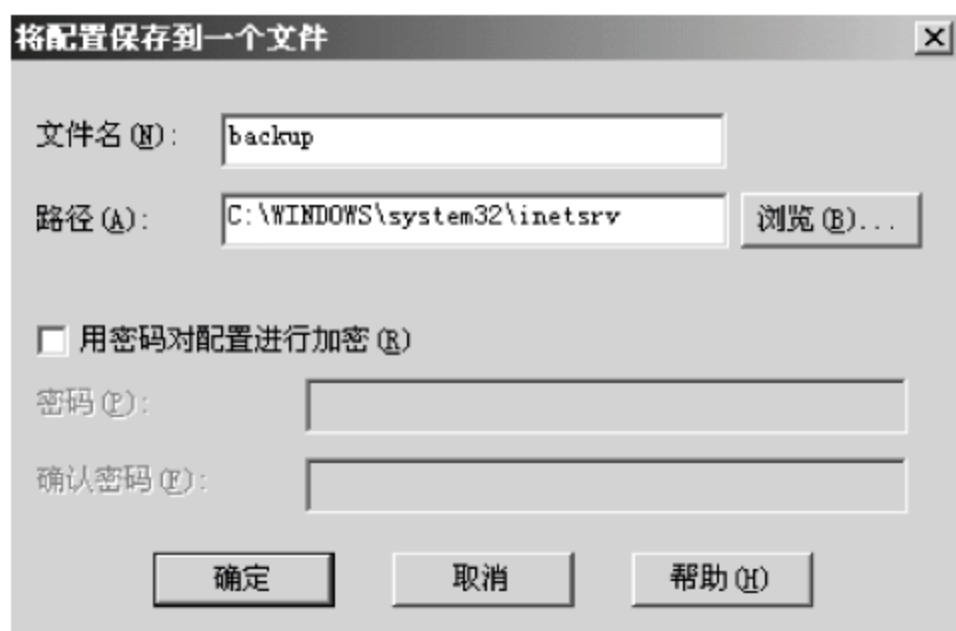 将配置保存到一个文件
文件名(N): backup
路径(A): C:\WINDOWS\system32\inetsrv 浏览(B)...
用密码对配置进行加密(R)
密码(P):
确认密码(F):
确定 取消 帮助(H)